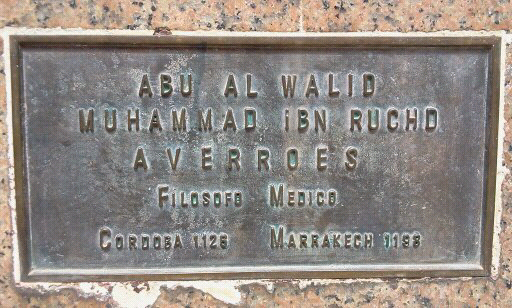 ABU AL WALID
MUHAMMAD iBN RUCHD
AVERROES
FiLOSOFO MEDICO
CORDOBA 1126 MARRAKECH 1198